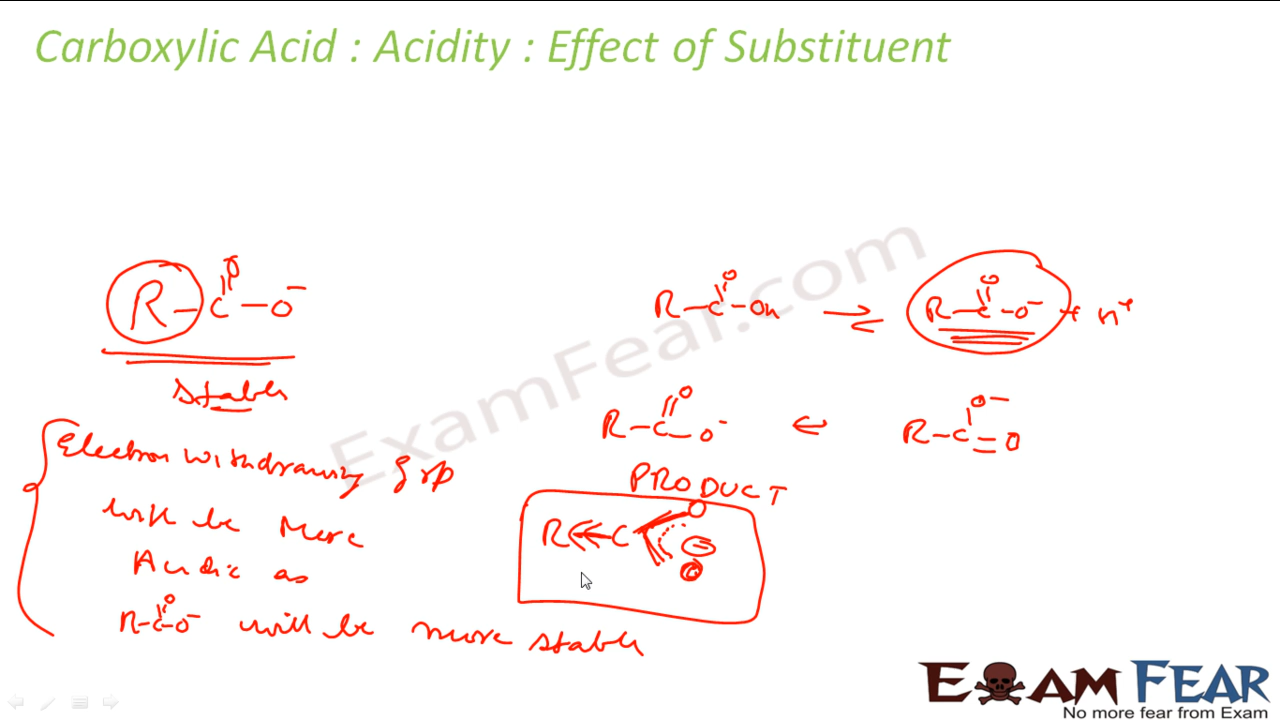 Carboxylic Acid : Acidity : Effect of Substituent
ExamFear.com
R-C-O⁻
O
Stable
R-C-OH ⇌ R-C-O⁻ + H⁺
O O
R-C-O⁻ ⇔ R-C=O
O O⁻
PRODUCT
R C O
⊖
O
Electron withdrawing grp
will be More
Acidic as
R-C-O⁻ will be more stable
O
EXAM FEAR
No more fear from Exam